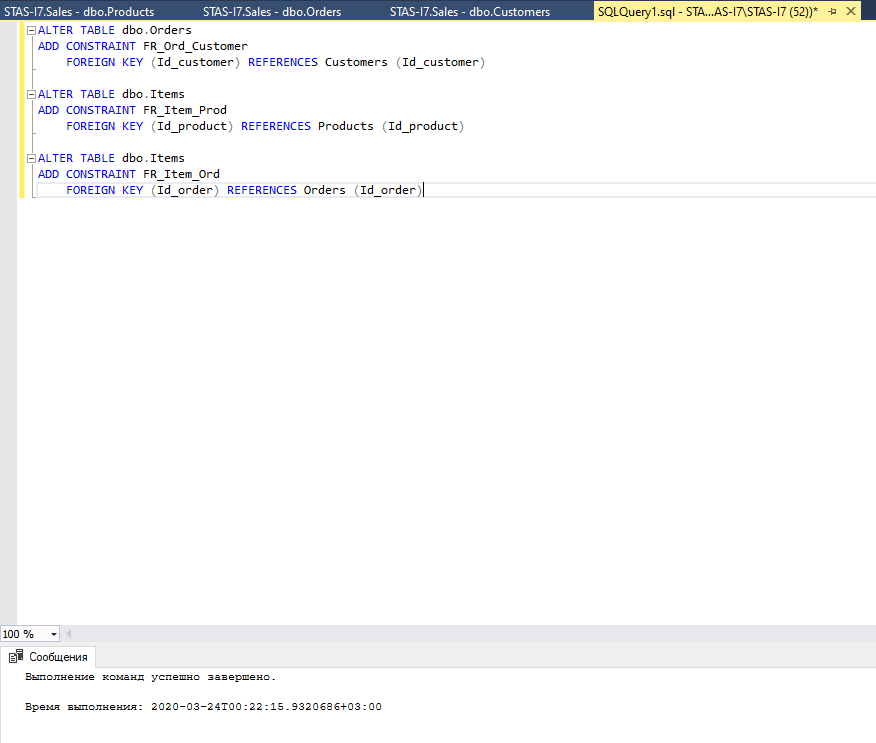 STAS-I7.Sales - dbo.Products STAS-I7.Sales - dbo.Orders STAS-I7.Sales - dbo.Customers SQLQuery1.sql - STA...AS-I7\STAS-I7 (52))*
ALTER TABLE dbo.Orders
ADD CONSTRAINT FR_Ord_Customer
FOREIGN KEY (Id_customer) REFERENCES Customers (Id_customer)
ALTER TABLE dbo.Items
ADD CONSTRAINT FR_Item_Prod
FOREIGN KEY (Id_product) REFERENCES Products (Id_product)
ALTER TABLE dbo.Items
ADD CONSTRAINT FR_Item_Ord
FOREIGN KEY (Id_order) REFERENCES Orders (Id_order)
100 %
Сообщения
Выполнение команд успешно завершено.
Время выполнения: 2020-03-24T00:22:15.9320686+03:00